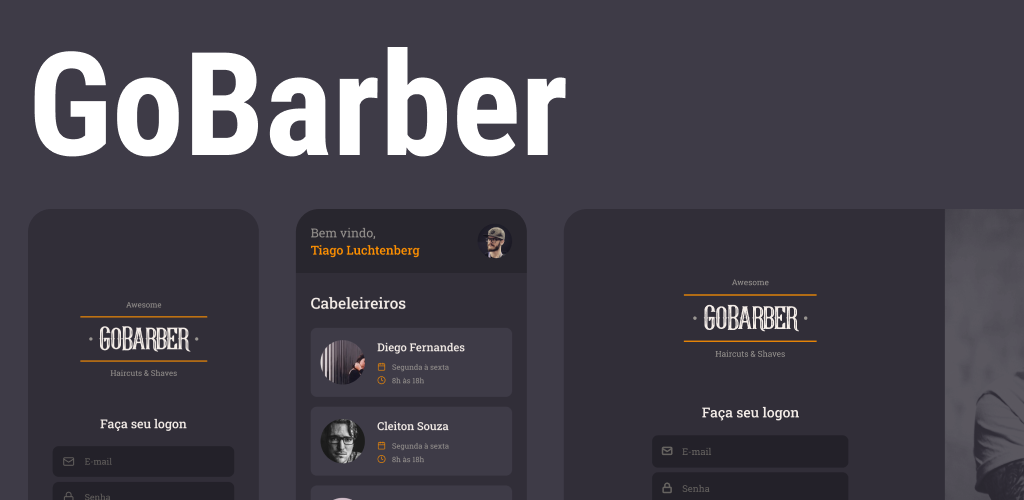 GoBarber
Awesome
GOBARBER
Haircuts & Shaves
Faça seu logon
E-mail
Senha
Bem vindo,
Tiago Luchtenberg
Cabeleireiros
Diego Fernandes
Segunda à sexta
8h às 18h
Cleiton Souza
Segunda à sexta
8h às 18h
Awesome
GOBARBER
Haircuts & Shaves
Faça seu logon
E-mail
Senha